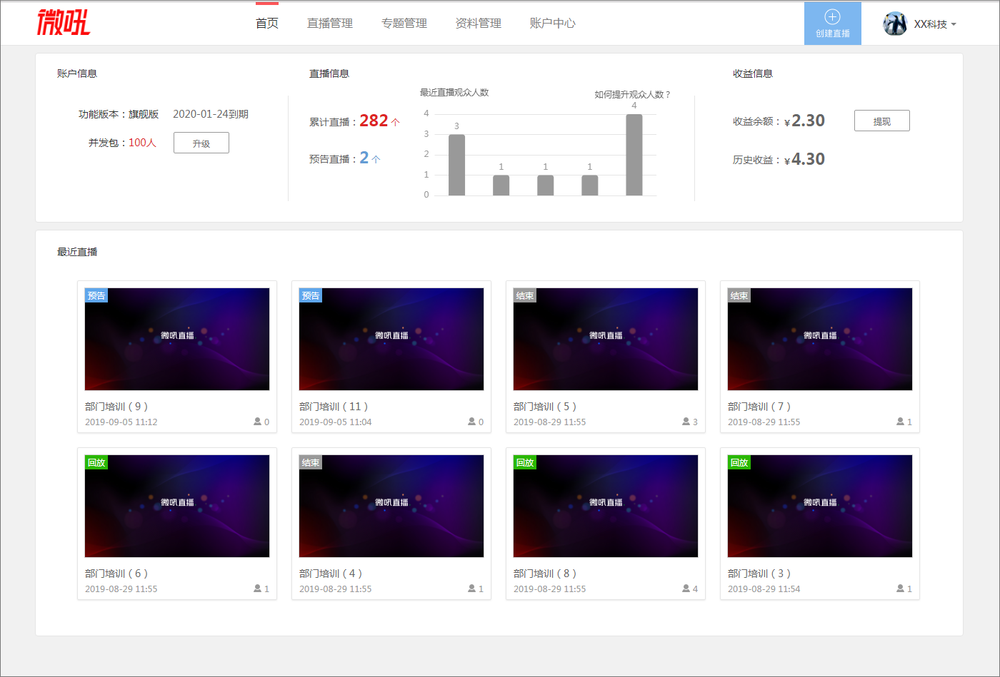 微吼
首页
直播管理
专题管理
资料管理
账户中心
创建直播
XX科技
账户信息
功能版本：旗舰版 2020-01-24到期
并发包：100人 升级
直播信息
累计直播：282 个
预告直播：2 个
最近直播观众人数
如何提升观众人数？
4
3
2
1
0
3
1
1
1
4
收益信息
收益余额：¥2.30 提现
历史收益：¥4.30
最近直播
预告
微吼直播
部门培训（9）
2019-09-05 11:12 0
预告
微吼直播
部门培训（11）
2019-09-05 11:04 0
结束
微吼直播
部门培训（5）
2019-08-29 11:55 3
结束
微吼直播
部门培训（7）
2019-08-29 11:55 1
回放
微吼直播
部门培训（6）
2019-08-29 11:55 1
结束
微吼直播
部门培训（4）
2019-08-29 11:55 1
回放
微吼直播
部门培训（8）
2019-08-29 11:55 4
回放
微吼直播
部门培训（3）
2019-08-29 11:54 1